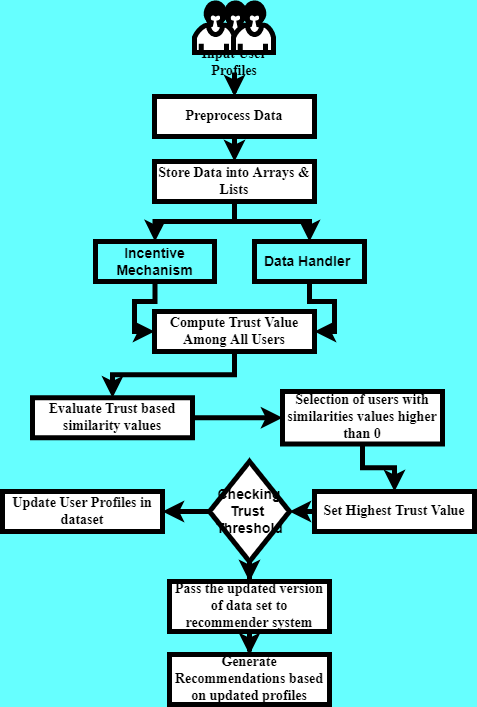 Input User
Profiles
Preprocess Data
Store Data into Arrays &
Lists
Incentive
Mechanism
Data Handler
Compute Trust Value
Among All Users
Evaluate Trust based
similarity values
Selection of users with
similarities values higher
than 0
Update User Profiles in
dataset
Checking
Trust
Threshold
Set Highest Trust Value
Pass the updated version
of data set to
recommender system
Generate
Recommendations based
on updated profiles